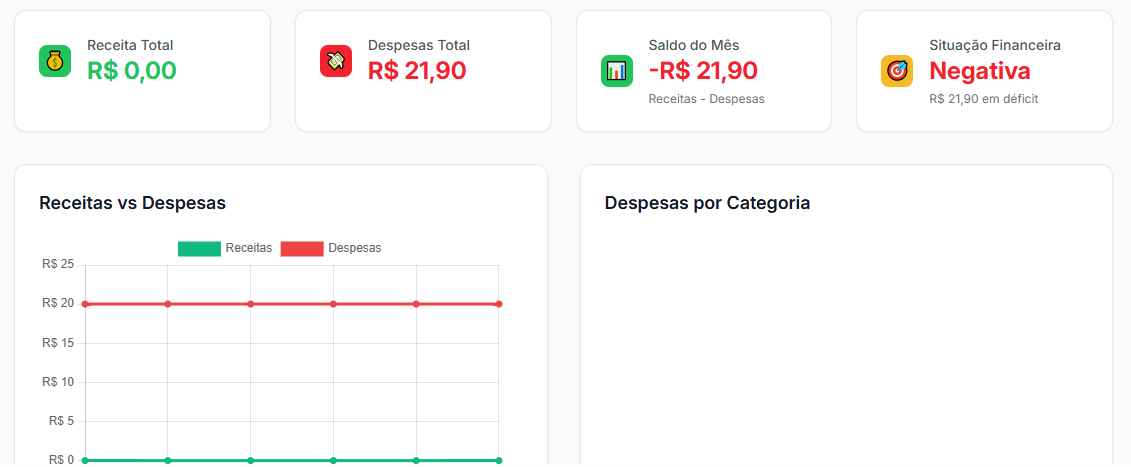 Receita Total
R$ 0,00
Despesas Total
R$ 21,90
Saldo do Mês
-R$ 21,90
Receitas - Despesas
Situação Financeira
Negativa
R$ 21,90 em déficit
Receitas vs Despesas
Receitas
Despesas
R$ 25
R$ 20
R$ 15
R$ 10
R$ 5
R$ 0
Despesas por Categoria